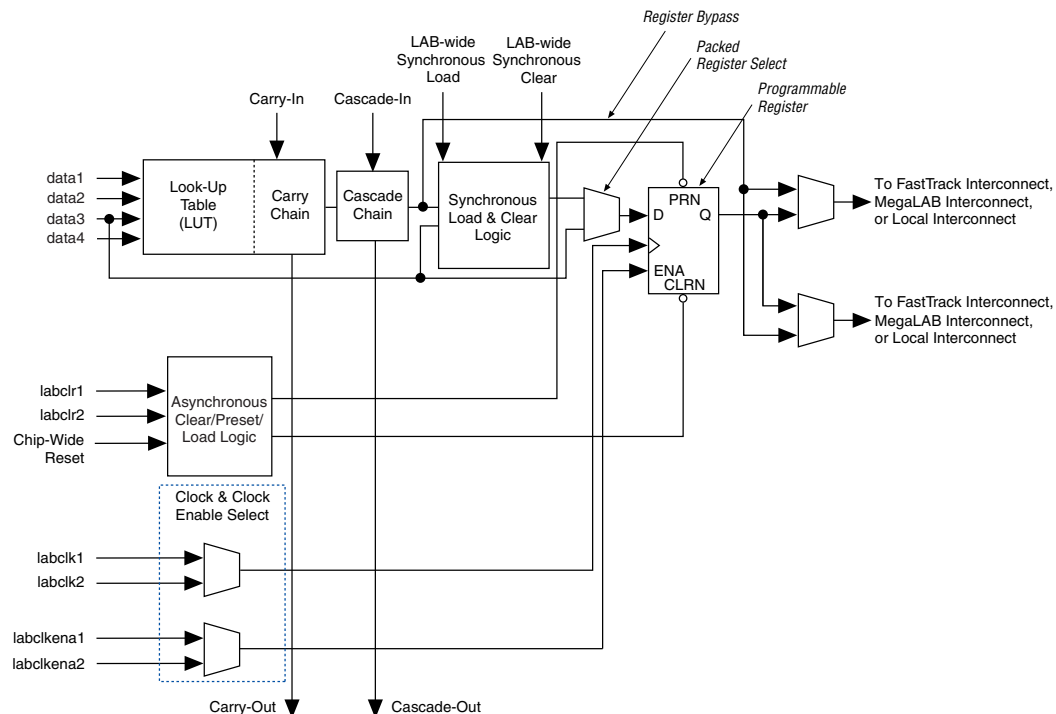 Register Bypass
LAB-wide
Synchronous
Load
LAB-wide
Synchronous
Clear
Packed
Register Select
Programmable
Register
Carry-In
Cascade-In
data1
data2
data3
data4
Look-Up
Table
(LUT)
Carry
Chain
Cascade
Chain
Synchronous
Load & Clear
Logic
PRN
D
Q
ENA
CLRN
To FastTrack Interconnect,
MegaLAB Interconnect,
or Local Interconnect
To FastTrack Interconnect,
MegaLAB Interconnect,
or Local Interconnect
labclr1
labclr2
Chip-Wide
Reset
Asynchronous
Clear/Preset/
Load Logic
Clock & Clock
Enable Select
labclk1
labclk2
labclkena1
labclkena2
Carry-Out
Cascade-Out